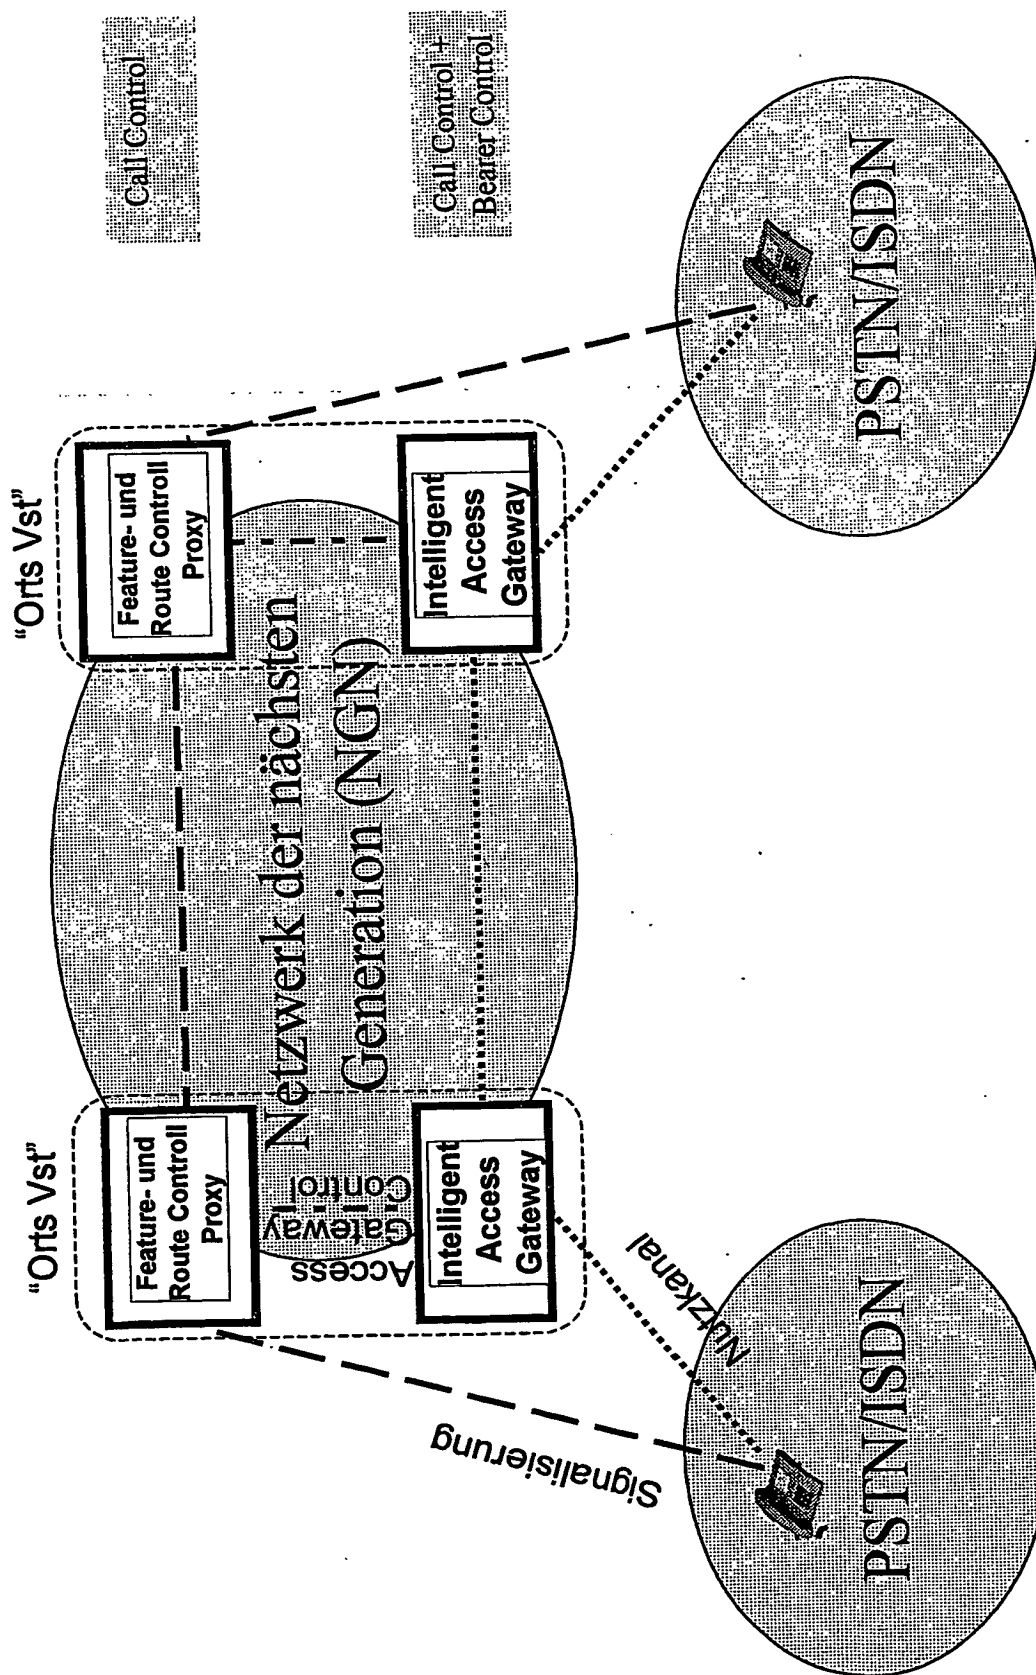 "Orts Vst"
"Orts Vst"
Call Control
Feature- und
Route Controll
Proxy
Feature- und
Route Controll
Proxy
Netzwerk der nächsten
Generation (NGN)
Access
Gateway
Control
Call Control +
Bearer Control
Intelligent
Access
Gateway
Intelligent
Access
Gateway
Signalisierung
Nutzkanal
PSTN/ISDN
PSTN/ISDN